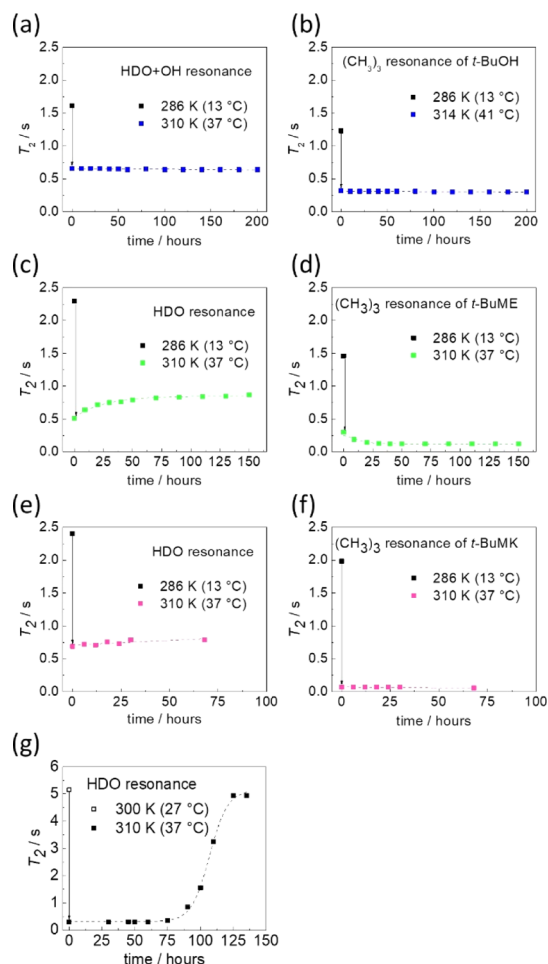 (a)
2.5
2.0
1.5
1.0
0.5
0.0
T2 / s
HDO+OH resonance
286 K (13 °C)
310 K (37 °C)
0 50 100 150 200
time / hours
(b)
2.5
2.0
1.5
1.0
0.5
0.0
T2 / s
(CH3)3 resonance of t-BuOH
286 K (13 °C)
314 K (41 °C)
0 50 100 150 200
time / hours
(c)
2.5
2.0
1.5
1.0
0.5
0.0
T2 / s
HDO resonance
286 K (13 °C)
310 K (37 °C)
0 25 50 75 100 125 150
time / hours
(d)
2.5
2.0
1.5
1.0
0.5
0.0
T2 / s
(CH3)3 resonance of t-BuME
286 K (13 °C)
310 K (37 °C)
0 25 50 75 100 125 150
time / hours
(e)
2.5
2.0
1.5
1.0
0.5
0.0
T2 / s
HDO resonance
286 K (13 °C)
310 K (37 °C)
0 25 50 75 100
time / hours
(f)
2.5
2.0
1.5
1.0
0.5
0.0
T2 / s
(CH3)3 resonance of t-BuMK
286 K (13 °C)
310 K (37 °C)
0 25 50 75 100
time / hours
(g)
6
5
4
3
2
1
0
T2 / s
HDO resonance
300 K (27 °C)
310 K (37 °C)
0 25 50 75 100 125 150
time / hours